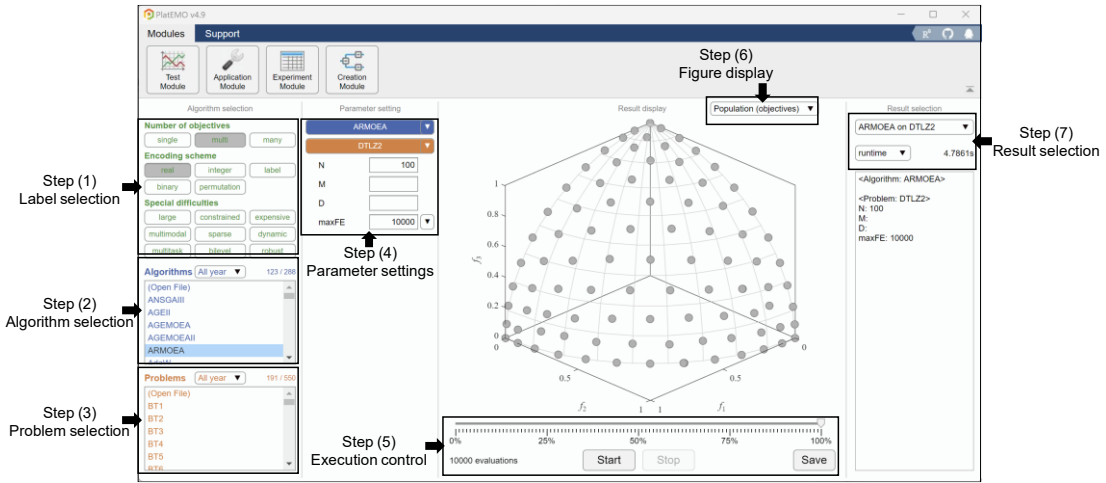 PlatEMO v4.9
Modules Support
Test Module
Application Module
Experiment Module
Creation Module
Algorithm selection
Number of objectives
single multi many
Encoding scheme
real integer label
binary permutation
Special difficulties
large constrained expensive
multimodal sparse dynamic
multitask bilevel robust
Algorithms All year 123 / 288
(Open File)
ANSGAIII
AGEII
AGEMOEA
AGEMOEAII
ARMOEA
Problems All year 191 / 550
(Open File)
BT1
BT2
BT3
BT4
BT5
BT6
Parameter setting
ARMOEA
DTLZ2
N 100
M
D
maxFE 10000
Result display
Population (objectives)
1
0.8
0.6
0.4
0.2
0
0
0
0.5
0.5
1 1
f3
f2
f1
0% 25% 50% 75% 100%
10000 evaluations
Start Stop Save
Result selection
ARMOEA on DTLZ2
runtime 4.7861s
<Algorithm: ARMOEA>
<Problem: DTLZ2>
N: 100
M:
D:
maxFE: 10000
Step (1)
Label selection
Step (2)
Algorithm selection
Step (3)
Problem selection
Step (4)
Parameter settings
Step (5)
Execution control
Step (6)
Figure display
Step (7)
Result selection